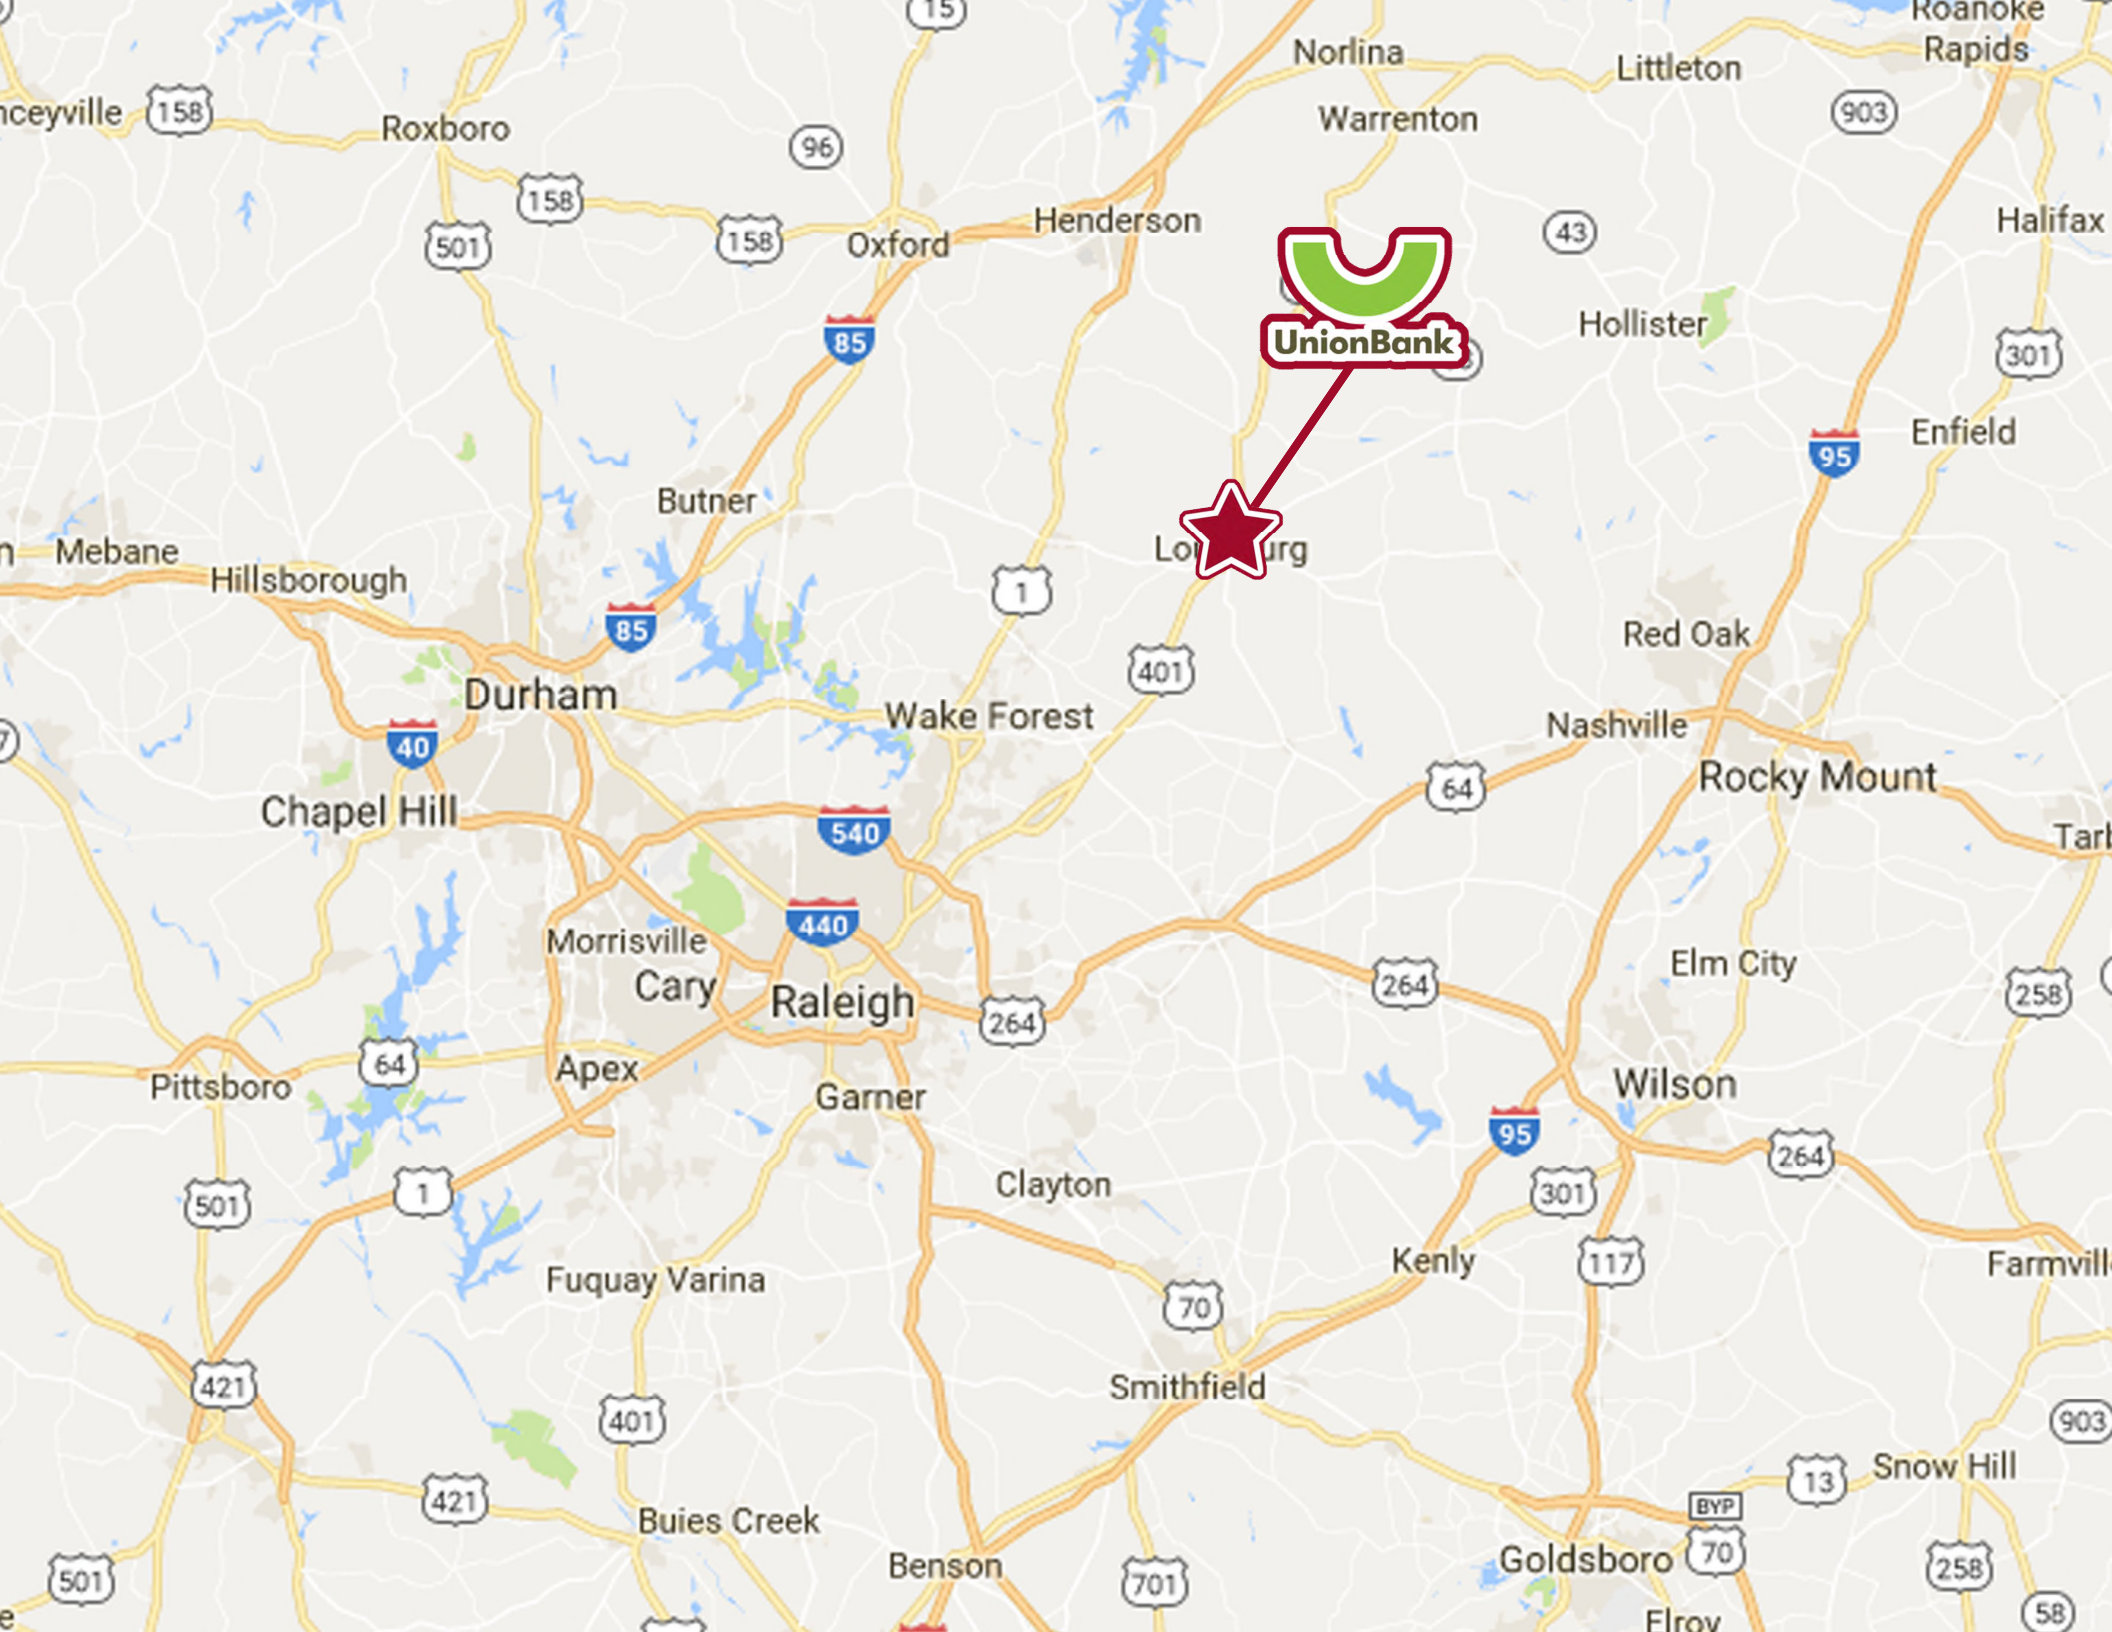 15
Roanoke
Rapids
Norlina
Littleton
nceyville
158
Roxboro
96
Warrenton
903
158
501
158
Oxford
Henderson
43
Halifax
85
UnionBank
Hollister
301
Enfield
95
Butner
Mebane
Hillsborough
1
85
Red Oak
401
Durham
Wake Forest
Nashville
40
64
Rocky Mount
Chapel Hill
540
Tarb
440
Morrisville
Cary
Raleigh
264
264
Elm City
258
64
Apex
Pittsboro
Garner
Wilson
95
264
501
1
Clayton
301
117
Kenly
Farmvill
Fuquay Varina
70
421
Smithfield
401
903
421
Snow Hill
13
BYP
70
Buies Creek
Benson
Goldsboro
501
701
258
58
Elroy